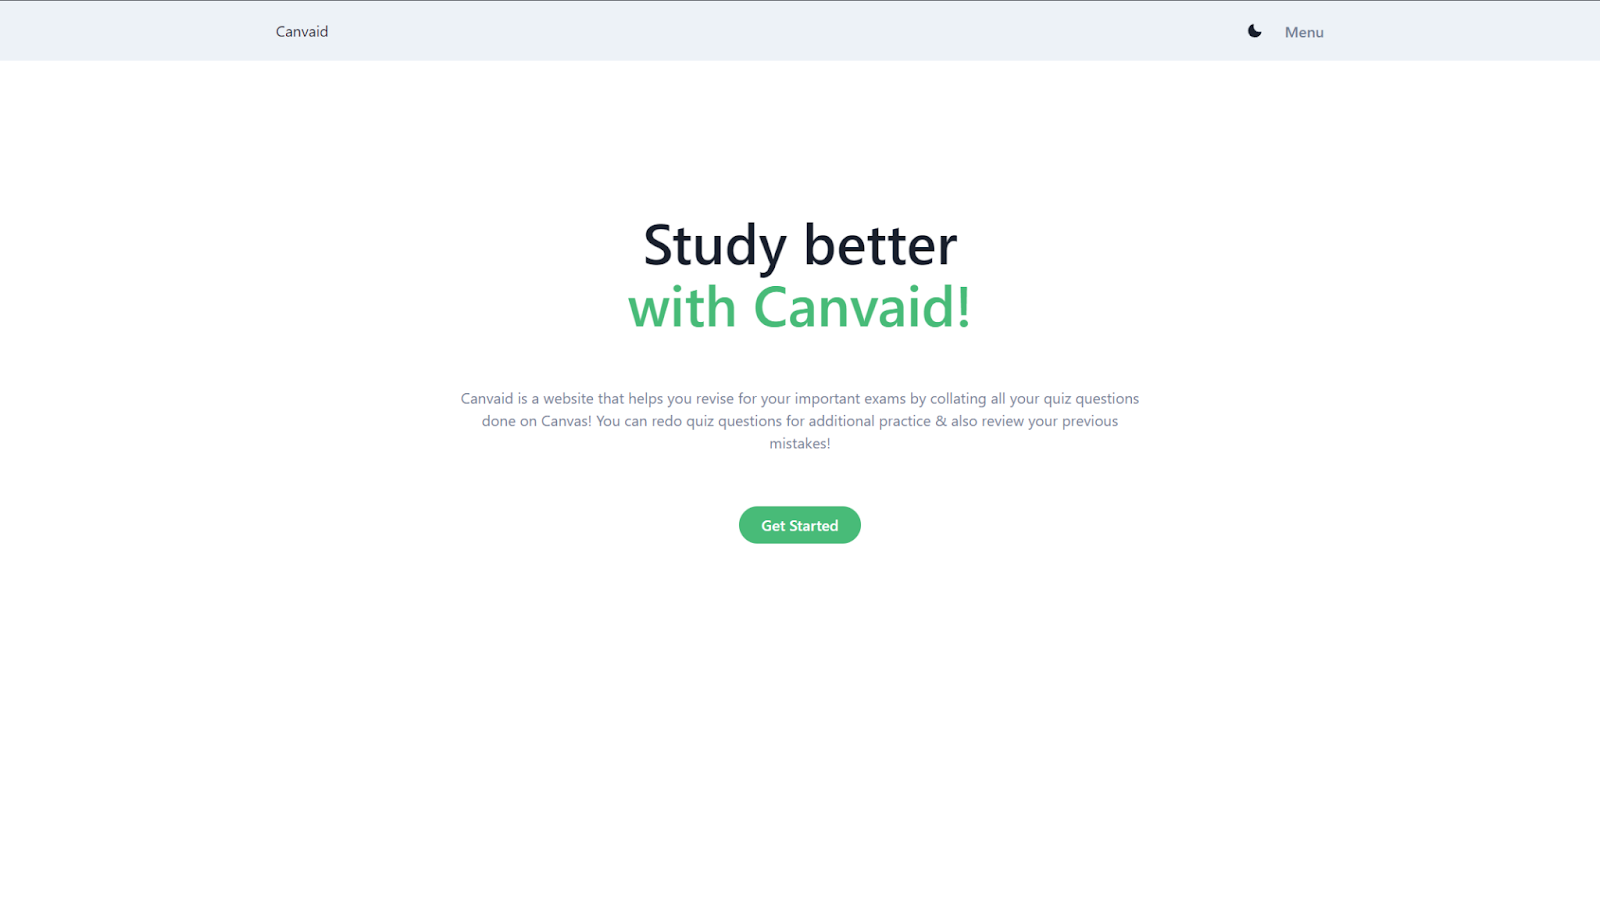 Canvaid
Menu
Study better
with Canvaid!
Canvaid is a website that helps you revise for your important exams by collating all your quiz questions
done on Canvas! You can redo quiz questions for additional practice & also review your previous
mistakes!
Get Started